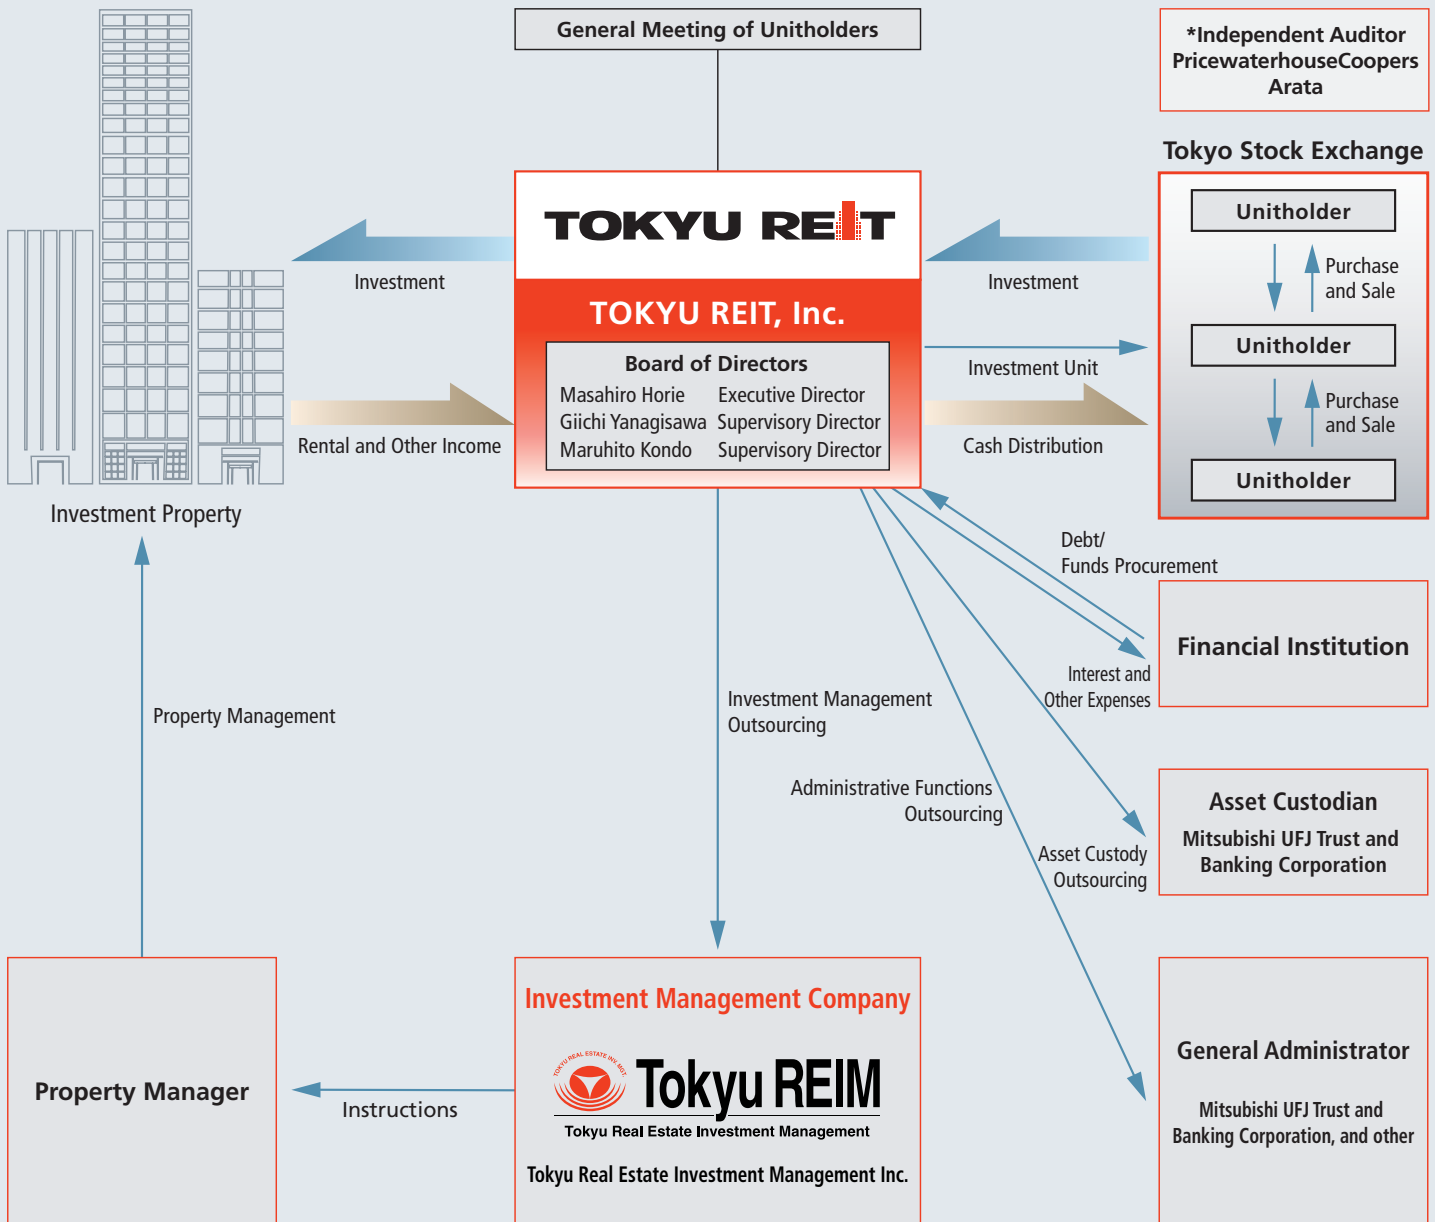 General Meeting of Unitholders
*Independent Auditor
PricewaterhouseCoopers
Arata
Tokyo Stock Exchange
TOKYU REIT
Unitholder
Purchase
and Sale
Unitholder
Purchase
and Sale
Unitholder
Investment
Investment
TOKYU REIT, Inc.
Board of Directors
Masahiro Horie Executive Director
Giichi Yanagisawa Supervisory Director
Maruhito Kondo Supervisory Director
Investment Unit
Rental and Other Income
Cash Distribution
Investment Property
Debt/
Funds Procurement
Financial Institution
Interest and
Other Expenses
Property Management
Investment Management
Outsourcing
Administrative Functions
Outsourcing
Asset Custodian
Mitsubishi UFJ Trust and
Banking Corporation
Asset Custody
Outsourcing
Property Manager
Instructions
Investment Management Company
TOKYU REAL ESTATE INV. MGT.
Tokyu REIM
Tokyu Real Estate Investment Management
Tokyu Real Estate Investment Management Inc.
General Administrator
Mitsubishi UFJ Trust and
Banking Corporation, and other